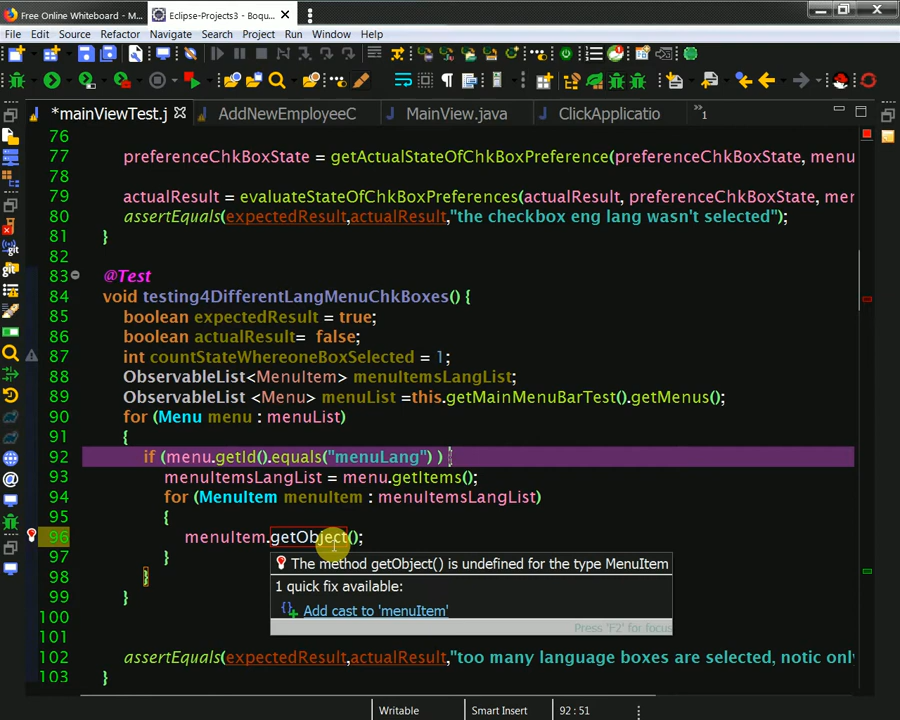 Free Online Whiteboard - M...
Eclipse-Projects3 - Boqu...
File Edit Source Refactor Navigate Search Project Run Window Help
*mainViewTest.j
AddNewEmployeeC
MainView.java
ClickApplicatio
»1
76
77 preferenceChkBoxState = getActualStateOfChkBoxPreference(preferenceChkBoxState, menu
78
79 actualResult = evaluateStateOfChkBoxPreferences(actualResult, preferenceChkBoxState, mer
80 assertEquals(expectedResult,actualResult,"the checkbox eng lang wasn't selected");
81 }
82
83 @Test
84 void testing4DifferentLangMenuChkBoxes() {
85 boolean expectedResult = true;
86 boolean actualResult= false;
87 int countStateWhereoneBoxSelected = 1;
88 ObservableList<MenuItem> menuItemsLangList;
89 ObservableList <Menu> menuList =this.getMainMenuBarTest().getMenus();
90 for (Menu menu : menuList)
91 {
92 if (menu.getId().equals("menuLang") ) {
93 menuItemsLangList = menu.getItems();
94 for (MenuItem menuItem : menuItemsLangList)
95 {
96 menuItem.getObject();
97 }
The method getObject() is undefined for the type MenuItem
98 }
1 quick fix available:
99 }
Add cast to 'menuItem'
100
Press 'F2' for focus
101
102 assertEquals(expectedResult,actualResult,"too many language boxes are selected, notic only
103 }
Writable
Smart Insert
92 : 51